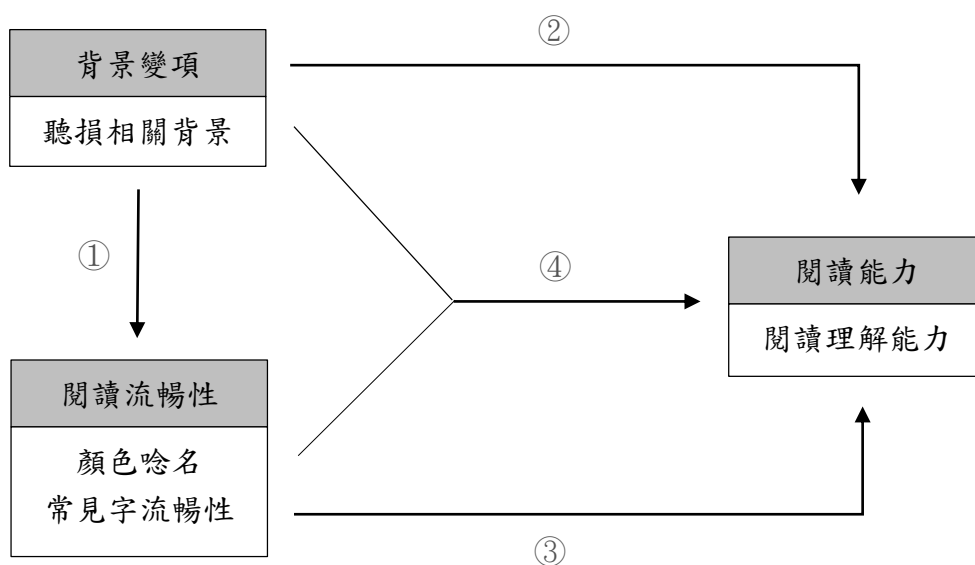 ②
背景變項
聽損相關背景
①
④
閱讀能力
閱讀理解能力
閱讀流暢性
顏色唸名
常見字流暢性
③